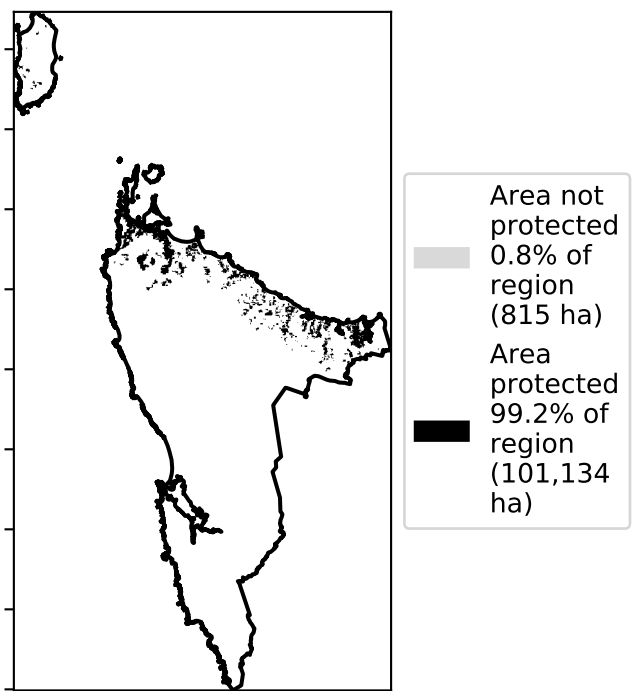 Area not
protected
0.8% of
region
(815 ha)
Area
protected
99.2% of
region
(101,134
ha)